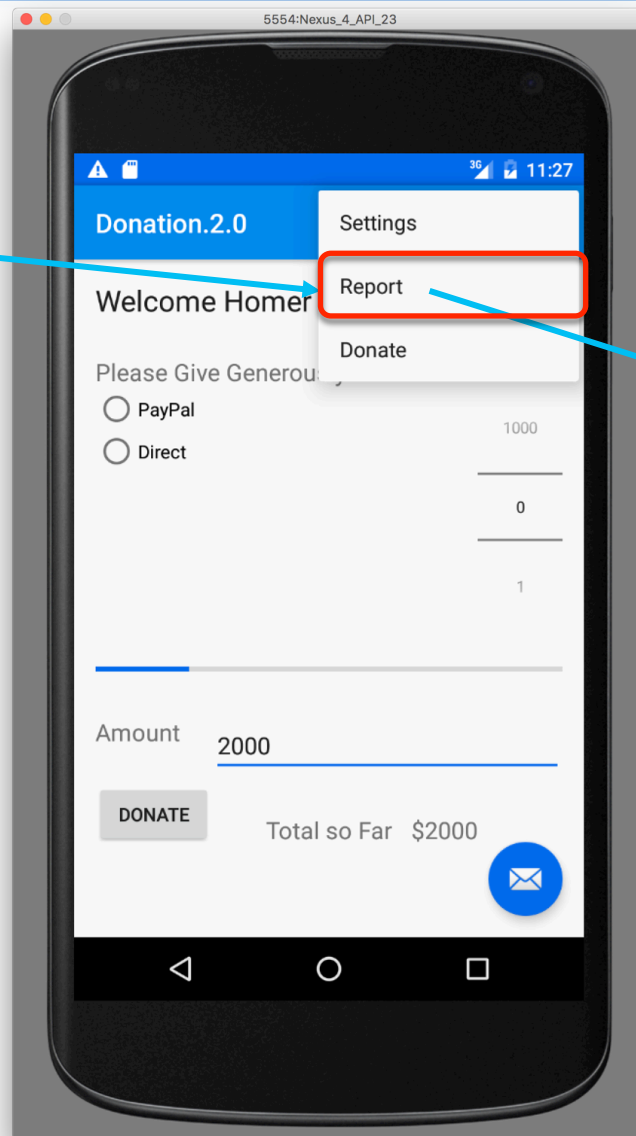 5554:Nexus_4_API_23
3G 11:27
Donation.2.0
Settings
Report
Donate
Welcome Homer
Please Give Generou
PayPal
Direct
1000
0
1
Amount
2000
DONATE
Total so Far $2000